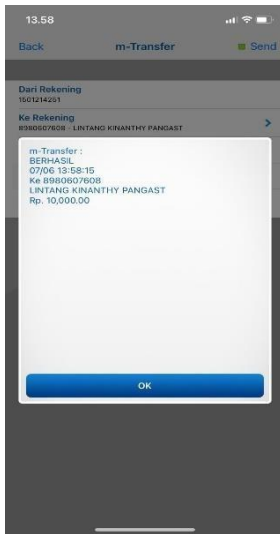 13.58
Back m-Transfer Send
Dari Rekening
1501214251
Ke Rekening
8980607608 - LINTANG KINANTHY PANGAST
m-Transfer :
BERHASIL
07/06 13:58:15
Ke 8980607608
LINTANG KINANTHY PANGAST
Rp. 10,000.00
OK